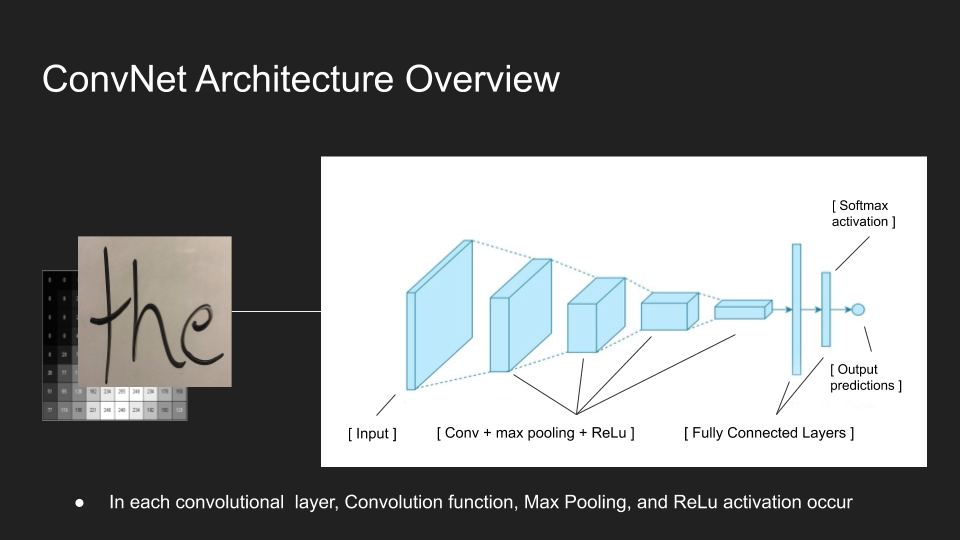 ConvNet Architecture Overview
the
[ Softmax
activation ]
[ Output
predictions ]
[ Input ]
[ Conv + max pooling + ReLu ]
[ Fully Connected Layers ]
● In each convolutional  layer, Convolution function, Max Pooling, and ReLu activation occur